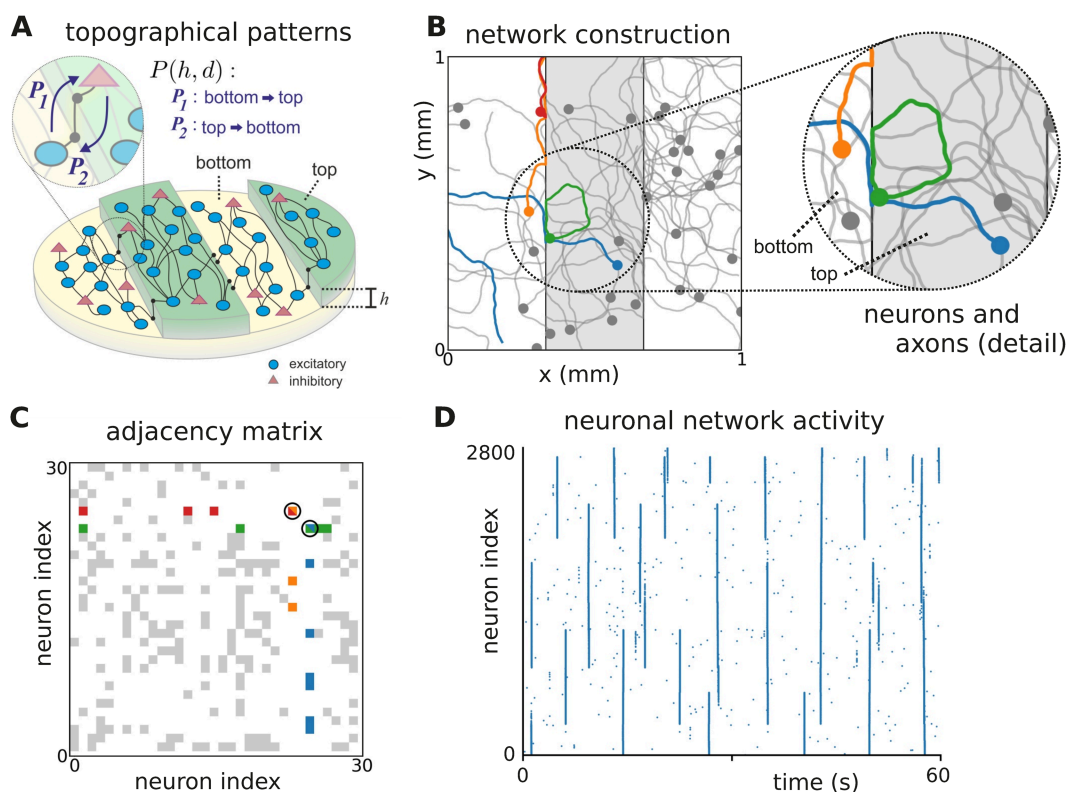 A
topographical patterns
P(h, d) :
P1 : bottom ➡ top
P2 : top ➡ bottom
P1
P2
bottom
top
h
excitatory
inhibitory
B
network construction
1
y (mm)
0
0
x (mm)
1
bottom
top
neurons and
axons (detail)
C
adjacency matrix
30
neuron index
0
neuron index
30
D
neuronal network activity
2800
neuron index
0
0
time (s)
60